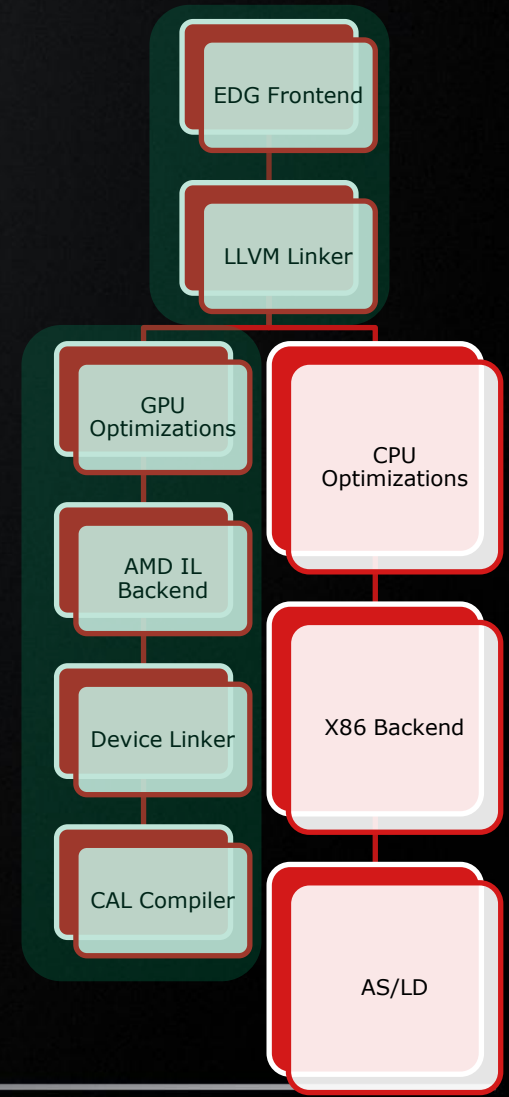 EDG Frontend
LLVM Linker
GPU
Optimizations
AMD IL
Backend
Device Linker
CAL Compiler
CPU
Optimizations
X86 Backend
AS/LD